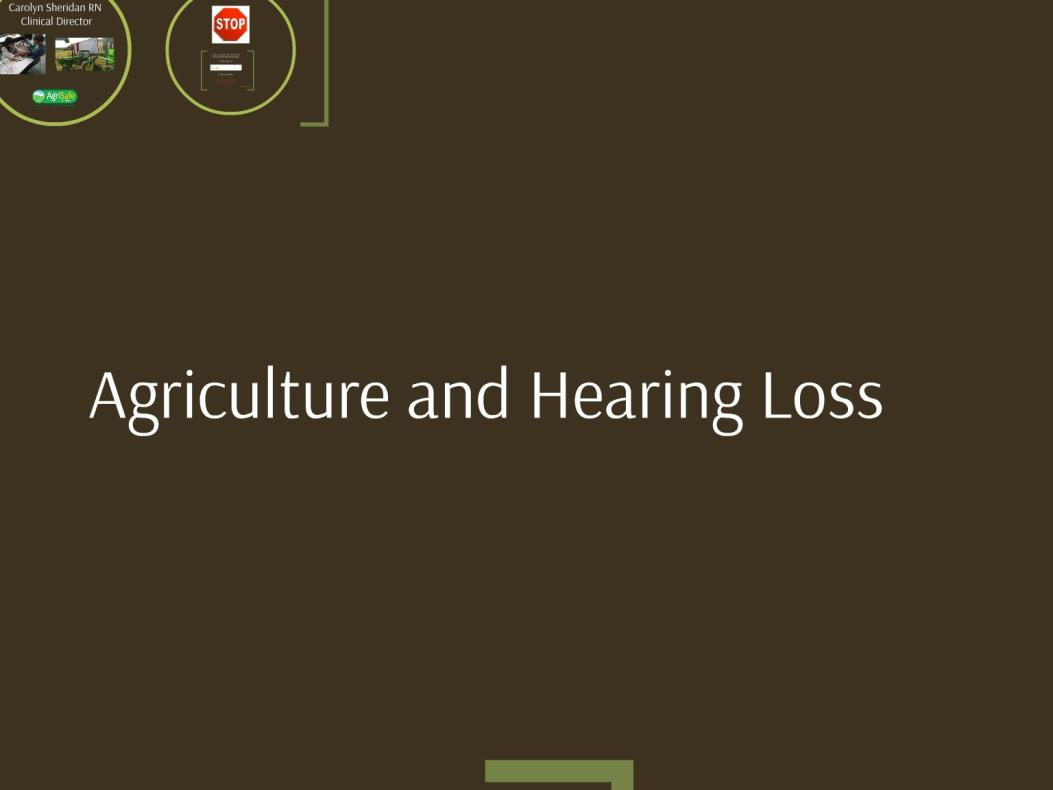 Carolyn Sheridan RN
Clinical Director
AgriSafe
STOP
Agriculture and Hearing Loss